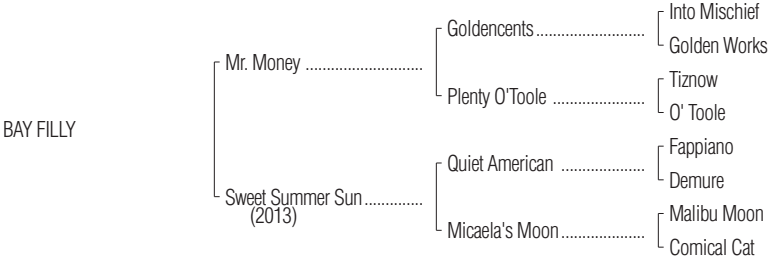 Into Mischief
Goldencents..........................
Golden Works
Mr. Money ............................
Tiznow
Plenty O'Toole ......................
O' Toole
BAY FILLY
Fappiano
Quiet American ....................
Demure
Sweet Summer Sun..............
(2013)
Malibu Moon
Micaela's Moon....................
Comical Cat